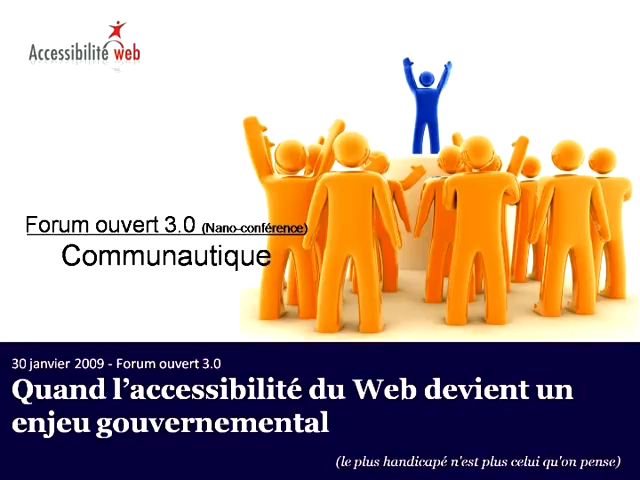 Accessibilité web
Forum ouvert 3.0 (Nano-conférence)
Communautique
30 janvier 2009 - Forum ouvert 3.0
Quand l’accessibilité du Web devient un
enjeu gouvernemental
(le plus handicapé n'est plus celui qu'on pense)